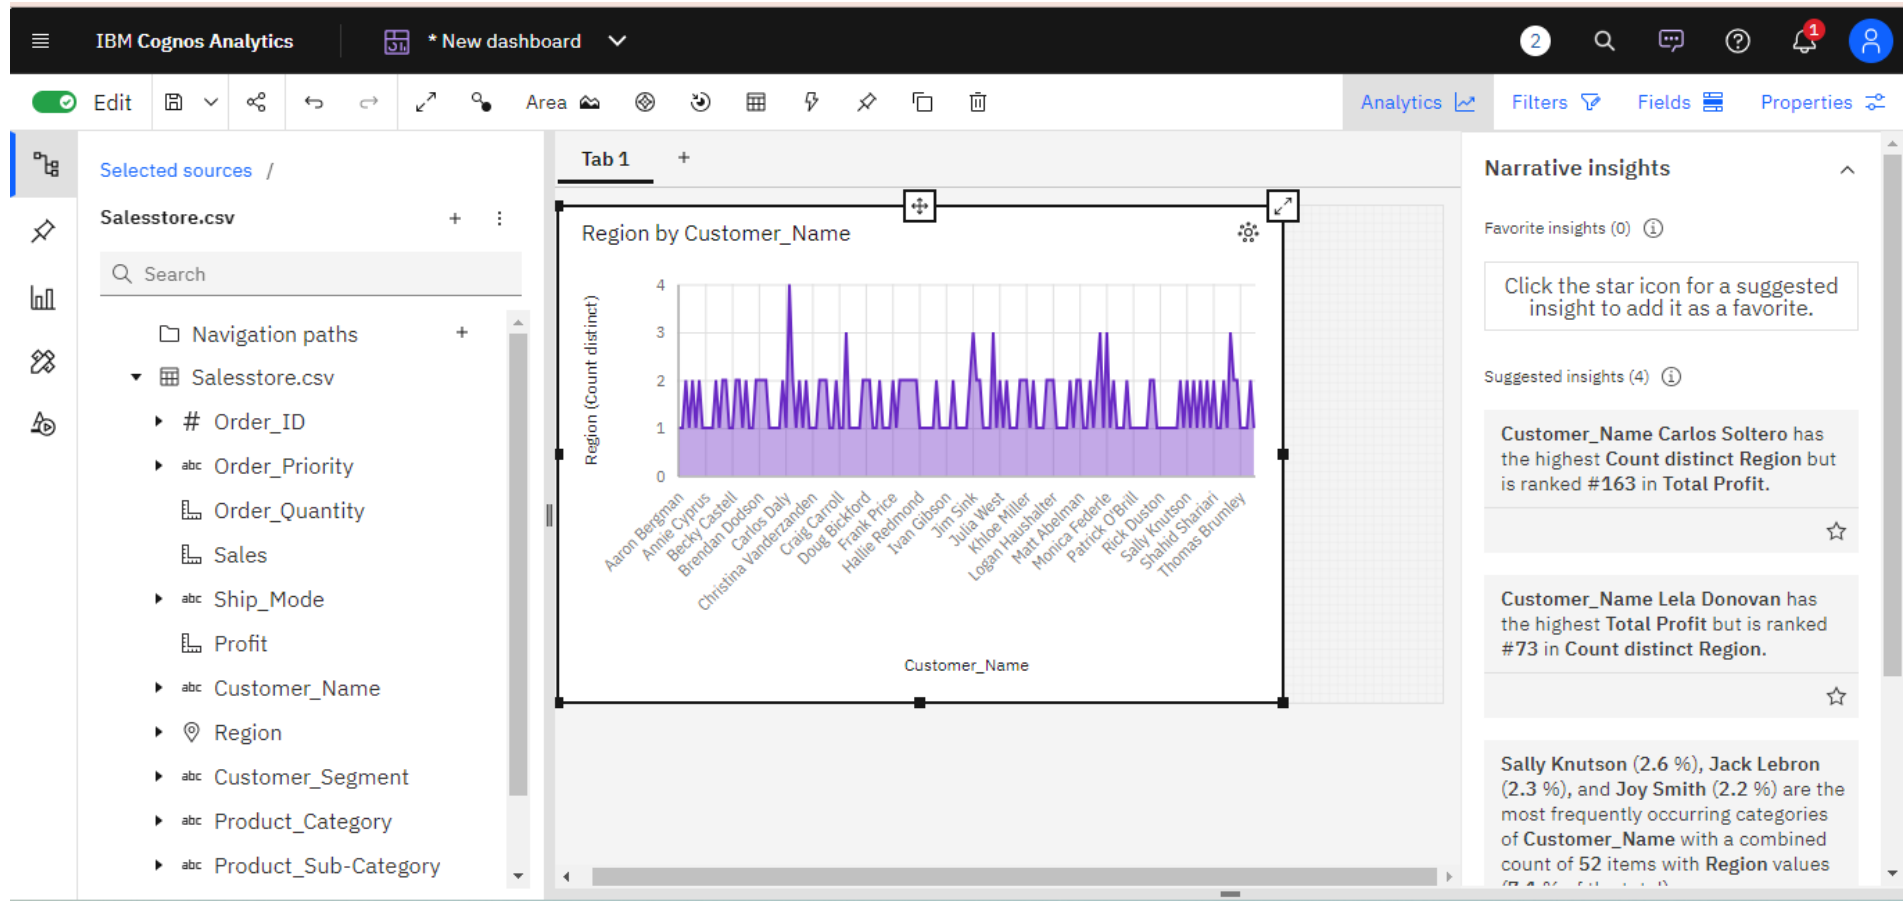 IBM Cognos Analytics
* New dashboard
2
1
Edit
Area
Analytics
Filters
Fields
Properties
Selected sources /
Salesstore.csv
Search
Navigation paths
Salesstore.csv
# Order_ID
abc Order_Priority
Order_Quantity
Sales
abc Ship_Mode
Profit
abc Customer_Name
Region
abc Customer_Segment
abc Product_Category
abc Product_Sub-Category
Tab 1
Region by Customer_Name
Region (Count distinct)
4
3
2
1
0
Aaron Bergman
Annie Cyprus
Becky Castell
Brendan Dodson
Carlos Daly
Christina Vanderzanden
Craig Carroll
Doug Bickford
Frank Price
Hallie Redmond
Ivan Gibson
Jim Sink
Julia West
Khloe Miller
Logan Haushalter
Matt Abelman
Monica Federle
Patrick O'Brill
Rick Duston
Sally Knutson
Shahid Shariari
Thomas Brumley
Customer_Name
Narrative insights
Favorite insights (0)
Click the star icon for a suggested
insight to add it as a favorite.
Suggested insights (4)
Customer_Name Carlos Soltero has
the highest Count distinct Region but
is ranked #163 in Total Profit.
Customer_Name Lela Donovan has
the highest Total Profit but is ranked
#73 in Count distinct Region.
Sally Knutson (2.6 %), Jack Lebron
(2.3 %), and Joy Smith (2.2 %) are the
most frequently occurring categories
of Customer_Name with a combined
count of 52 items with Region values